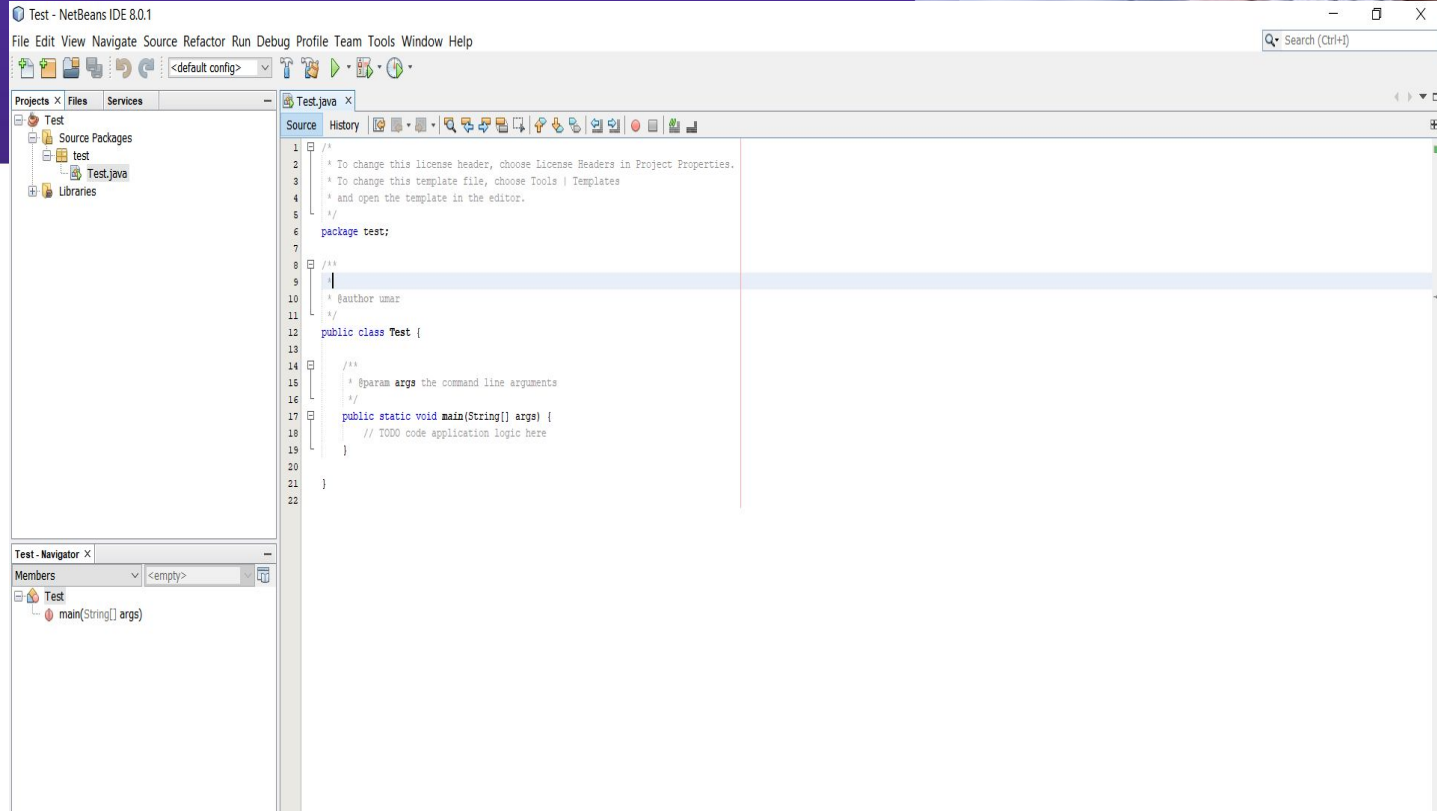 Test - NetBeans IDE 8.0.1
File Edit View Navigate Source Refactor Run Debug Profile Team Tools Window Help
Search (Ctrl+I)
<default config>
Projects Files Services
Test
Source Packages
test
Test.java
Libraries
Test.java
Source History
1 /*
2 * To change this license header, choose License Headers in Project Properties.
3 * To change this template file, choose Tools | Templates
4 * and open the template in the editor.
5 */
6 package test;
7
8 /**
9 *
10 * @author umar
11 */
12 public class Test {
13
14 /**
15 * @param args the command line arguments
16 */
17 public static void main(String[] args) {
18 // TODO code application logic here
19 }
20
21 }
22
Test - Navigator
Members <empty>
Test
main(String[] args)